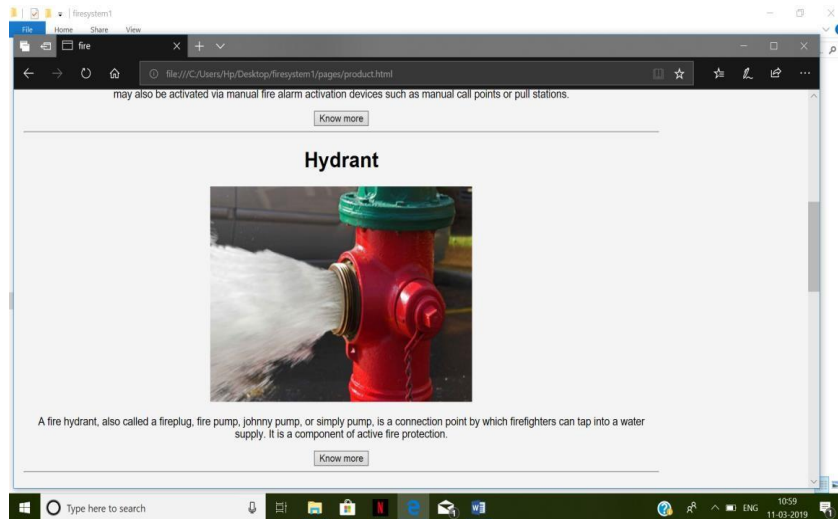 firesystem1
File Home Share View
fire
file:///C:/Users/Hp/Desktop/firesystem1/pages/product.html
may also be activated via manual fire alarm activation devices such as manual call points or pull stations.
Know more
Hydrant
A fire hydrant, also called a fireplug, fire pump, johnny pump, or simply pump, is a connection point by which firefighters can tap into a water
supply. It is a component of active fire protection.
Know more
Type here to search
N
W
ENG
10:59
11-03-2019